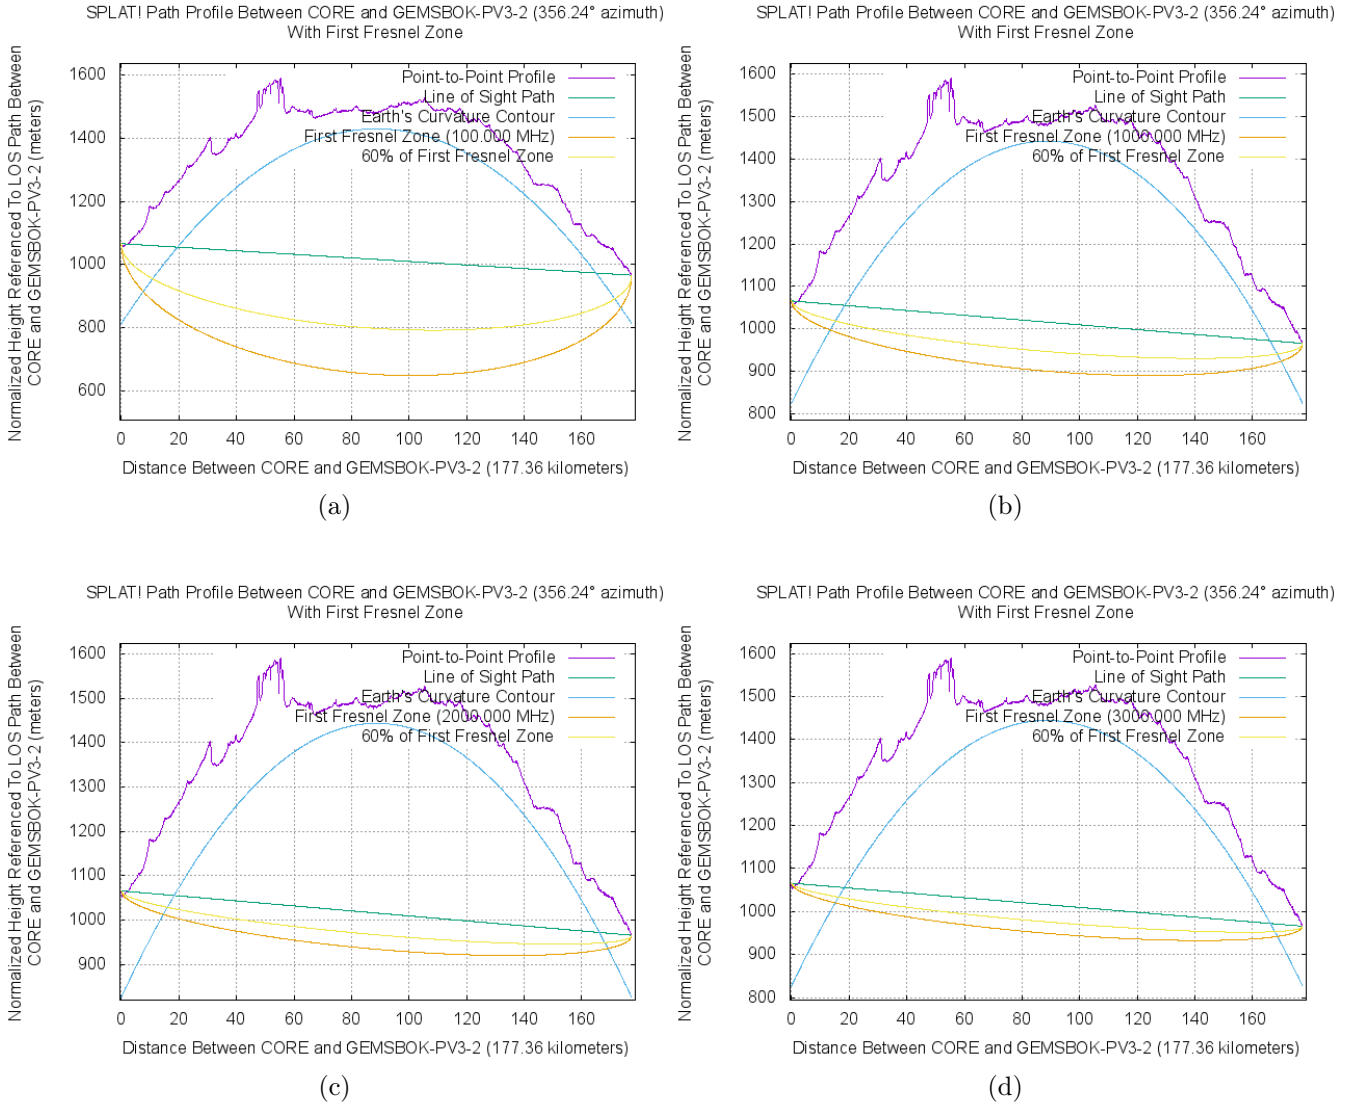 SPLAT! Path Profile Between CORE and GEMSBOK-PV3-2 (356.24° azimuth)
With First Fresnel Zone
Normalized Height Referenced To LOS Path Between
CORE and GEMSBOK-PV3-2 (meters)
1600
1400
1200
1000
800
600
Point-to-Point Profile
Line of Sight Path
Earth's Curvature Contour
First Fresnel Zone (100.000 MHz)
60% of First Fresnel Zone
0 20 40 60 80 100 120 140 160
Distance Between CORE and GEMSBOK-PV3-2 (177.36 kilometers)
(a)
SPLAT! Path Profile Between CORE and GEMSBOK-PV3-2 (356.24° azimuth)
With First Fresnel Zone
Normalized Height Referenced To LOS Path Between
CORE and GEMSBOK-PV3-2 (meters)
1600
1500
1400
1300
1200
1100
1000
900
800
Point-to-Point Profile
Line of Sight Path
Earth's Curvature Contour
First Fresnel Zone (1000.000 MHz)
60% of First Fresnel Zone
0 20 40 60 80 100 120 140 160
Distance Between CORE and GEMSBOK-PV3-2 (177.36 kilometers)
(b)
SPLAT! Path Profile Between CORE and GEMSBOK-PV3-2 (356.24° azimuth)
With First Fresnel Zone
Normalized Height Referenced To LOS Path Between
CORE and GEMSBOK-PV3-2 (meters)
1600
1500
1400
1300
1200
1100
1000
900
Point-to-Point Profile
Line of Sight Path
Earth's Curvature Contour
First Fresnel Zone (2000.000 MHz)
60% of First Fresnel Zone
0 20 40 60 80 100 120 140 160
Distance Between CORE and GEMSBOK-PV3-2 (177.36 kilometers)
(c)
SPLAT! Path Profile Between CORE and GEMSBOK-PV3-2 (356.24° azimuth)
With First Fresnel Zone
Normalized Height Referenced To LOS Path Between
CORE and GEMSBOK-PV3-2 (meters)
1600
1500
1400
1300
1200
1100
1000
900
800
Point-to-Point Profile
Line of Sight Path
Earth's Curvature Contour
First Fresnel Zone (3000.000 MHz)
60% of First Fresnel Zone
0 20 40 60 80 100 120 140 160
Distance Between CORE and GEMSBOK-PV3-2 (177.36 kilometers)
(d)